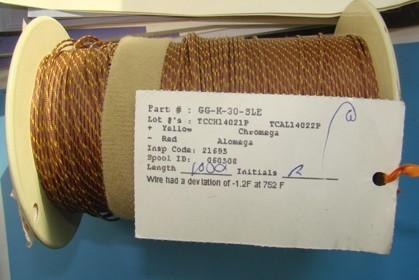 Part # : GG-K-30-SLE
Lot #'s : TCCH14021P TCAL14022P
+ Yellow Chromega
- Red Alomega
Insp Code: 21695
Spool ID: 060308
Length 1000 Initials
Wire had a deviation of -1.2F at 752 F